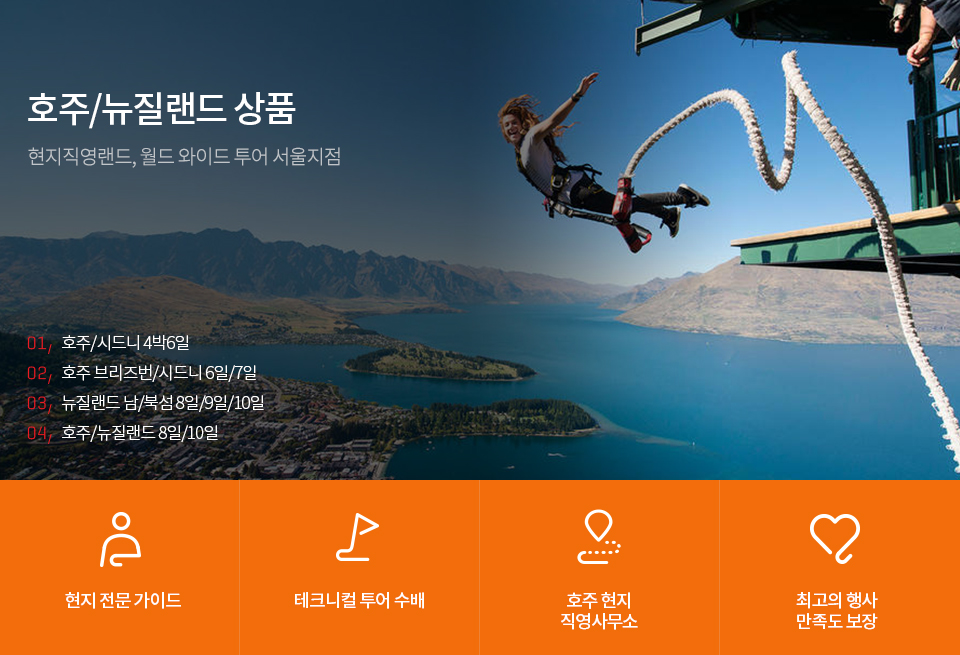 호주/뉴질랜드 상품
현지직영랜드, 월드 와이드 투어 서울지점
01, 호주/시드니 4박6일
02, 호주 브리즈번/시드니 6일/7일
03, 뉴질랜드 남/북섬 8일/9일/10일
04, 호주/뉴질랜드 8일/10일
현지 전문 가이드
테크니컬 투어 수배
호주 현지
직영사무소
최고의 행사
만족도 보장